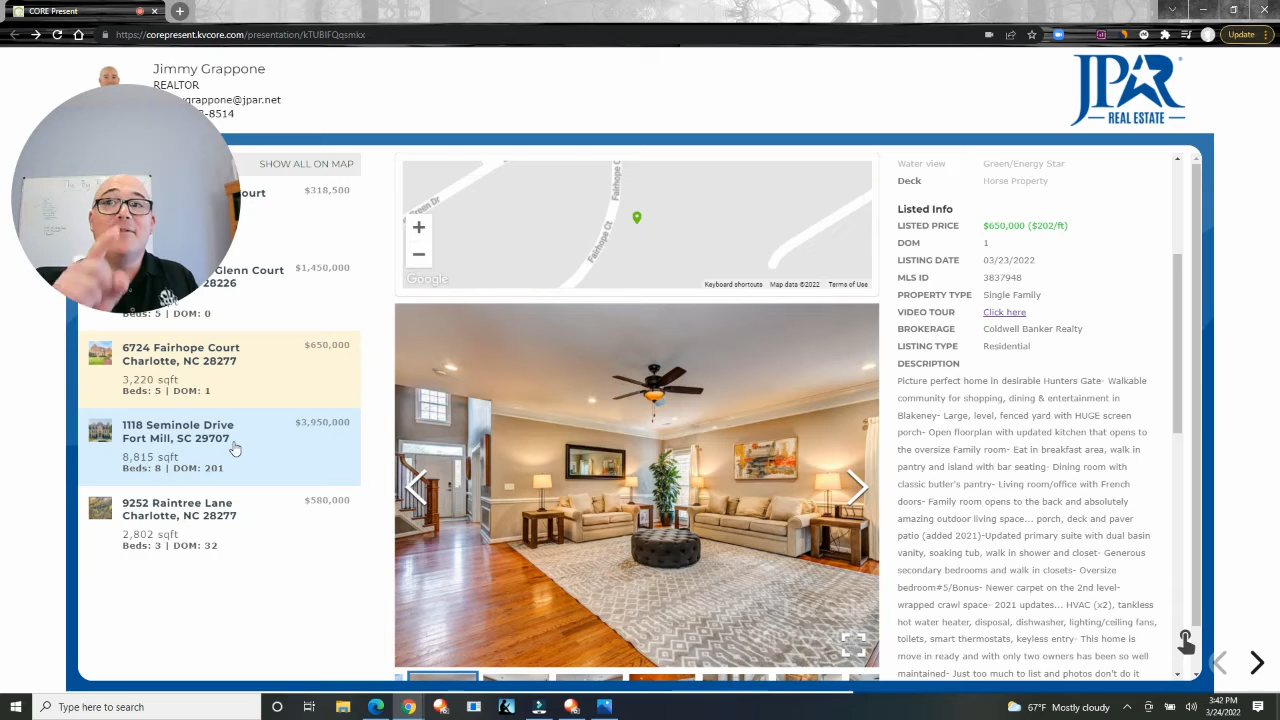 CORE Present
https://corepresent.kvcore.com/presentation/kTUBIFQqsmkx
Update
Jimmy Grappone
REALTOR
grappone@jpar.net
-8514
JPAR
REAL ESTATE
SHOW ALL ON MAP
ourt
$318,500
Glenn Court
$1,450,000
28226
Beds: 5 | DOM: 0
6724 Fairhope Court
$650,000
Charlotte, NC 28277
3,220 sqft
Beds: 5 | DOM: 1
1118 Seminole Drive
$3,950,000
Fort Mill, SC 29707
8,815 sqft
Beds: 8 | DOM: 201
9252 Raintree Lane
$580,000
Charlotte, NC 28277
2,802 sqft
Beds: 3 | DOM: 32
Green Dr
Fairhope C
Fairhope Ct
Google
Keyboard shortcuts
Map data ©2022
Terms of Use
Water view Green/Energy Star
Deck Horse Property
Listed Info
LISTED PRICE $650,000 ($202/ft)
DOM 1
LISTING DATE 03/23/2022
MLS ID 3837948
PROPERTY TYPE Single Family
VIDEO TOUR Click here
BROKERAGE Coldwell Banker Realty
LISTING TYPE Residential
DESCRIPTION
Picture perfect home in desirable Hunters Gate- Walkable
community for shopping, dining & entertainment in
Blakeney- Large, level, fenced yard with HUGE screen
porch- Open floorplan with updated kitchen that opens to
the oversize Family room- Eat in breakfast area, walk in
pantry and island with bar seating- Dining room with
classic butler's pantry- Living room/office with French
doors- Family room opens to the back and absolutely
amazing outdoor living space... porch, deck and paver
patio (added 2021)-Updated primary suite with dual basin
vanity, soaking tub, walk in shower and closet- Generous
secondary bedrooms and walk in closets- Oversize
bedroom#5/Bonus- Newer carpet on the 2nd level-
wrapped crawl space- 2021 updates... HVAC (x2), tankless
hot water heater, disposal, dishwasher, lighting/ceiling fans,
toilets, smart thermostats, keyless entry- This home is
move in ready and with only two owners has been so well
maintained- Just too much to list and photos don't do it
Type here to search
67°F Mostly sunny
3:42 PM
3/24/2022